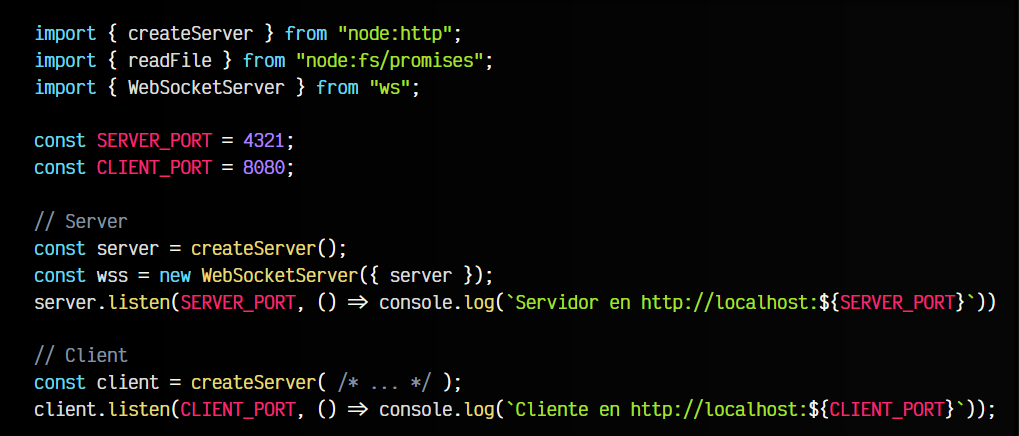 import { createServer } from "node:http";
import { readFile } from "node:fs/promises";
import { WebSocketServer } from "ws";
const SERVER_PORT = 4321;
const CLIENT_PORT = 8080;
// Server
const server = createServer();
const wss = new WebSocketServer({ server });
server.listen(SERVER_PORT, () => console.log(`Servidor en http://localhost:${SERVER_PORT}`))
// Client
const client = createServer( /* ... */ );
client.listen(CLIENT_PORT, () => console.log(`Cliente en http://localhost:${CLIENT_PORT}`));